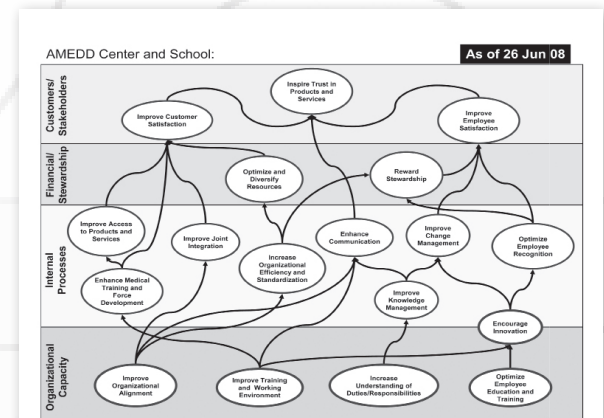 AMEDD Center and School:
As of 26 Jun 08
Customers/
Stakeholders
Inspire Trust in
Products and
Services
Improve Customer
Satisfaction
Improve
Employee
Satisfaction
Financial/
Stewardship
Optimize and
Diversify
Resources
Reward
Stewardship
Internal
Processes
Improve Access
to Products and
Services
Improve Joint
Integration
Enhance
Communication
Improve
Change
Management
Optimize
Employee
Recognition
Increase
Organizational
Efficiency and
Standardization
Enhance Medical
Training and
Force
Development
Improve
Knowledge
Management
Encourage
Innovation
Organizational
Capacity
Improve
Organizational
Alignment
Improve Training
and Working
Environment
Increase
Understanding of
Duties/Responsibilities
Optimize
Employee
Education and
Training